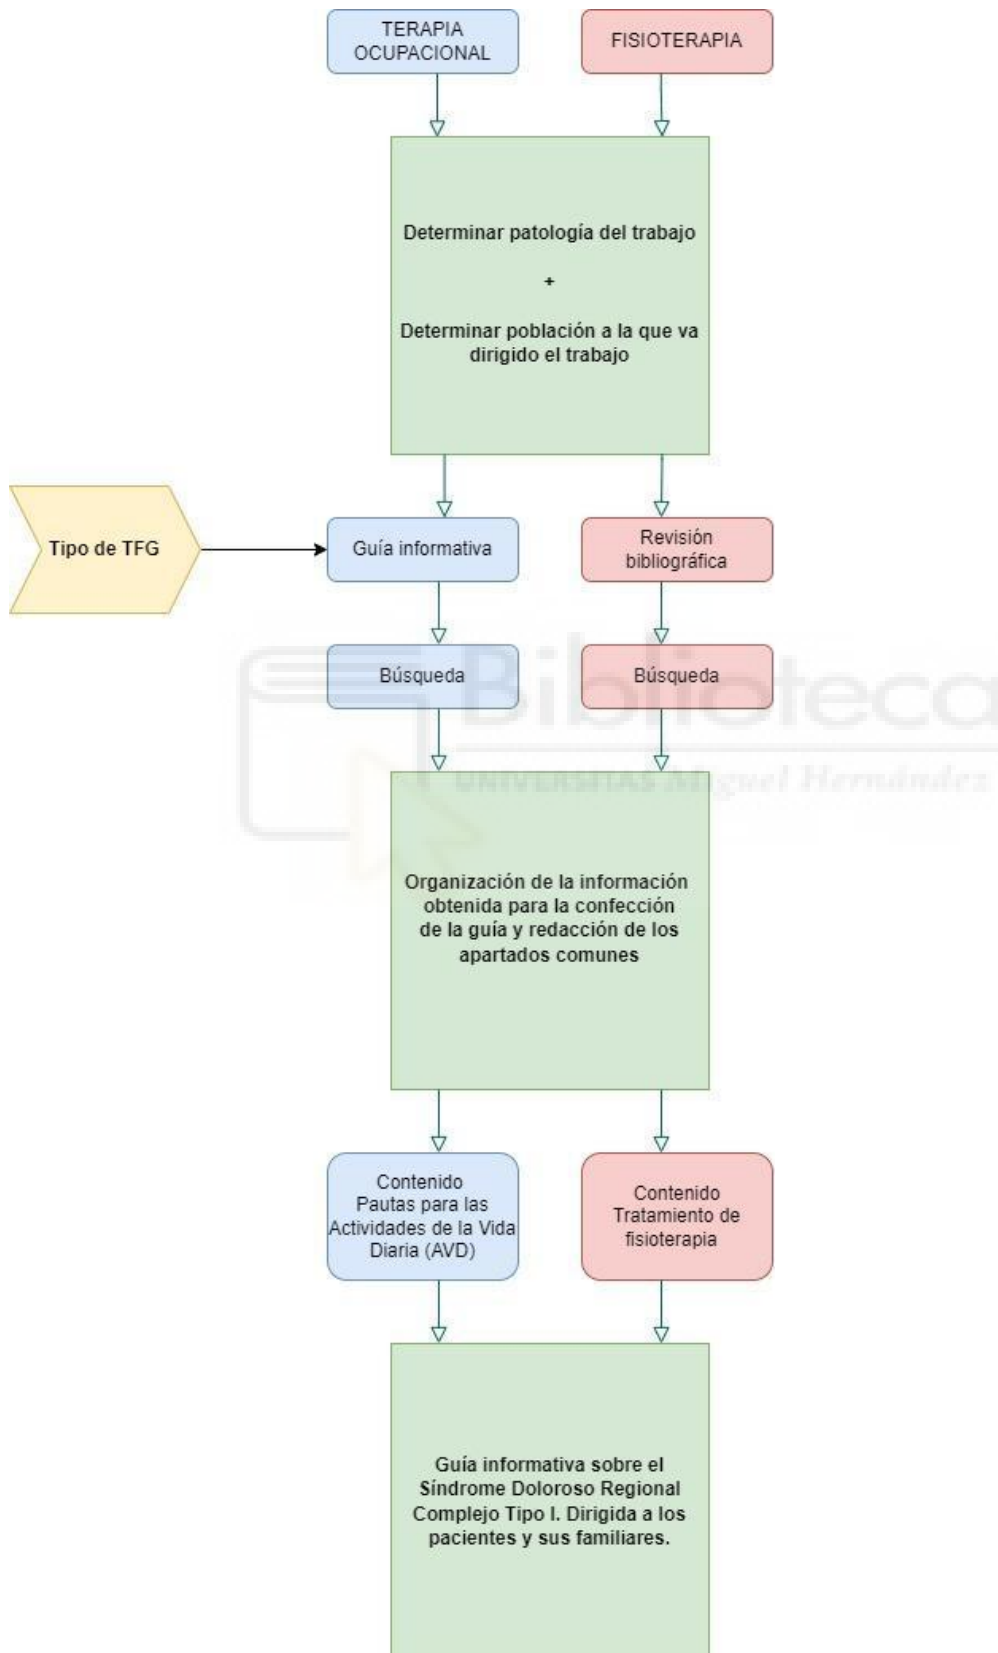 TERAPIA
OCUPACIONAL
FISIOTERAPIA
Determinar patología del trabajo
+
Determinar población a la que va
dirigido el trabajo
Tipo de TFG
Guía informativa
Revisión
bibliográfica
Búsqueda
Búsqueda
Biblioteca
UNIVERSITAS Miguel Hernández
Organización de la información
obtenida para la confección
de la guía y redacción de los
apartados comunes
Contenido
Pautas para las
Actividades de la Vida
Diaria (AVD)
Contenido
Tratamiento de
fisioterapia
Guía informativa sobre el
Síndrome Doloroso Regional
Complejo Tipo I. Dirigida a los
pacientes y sus familiares.